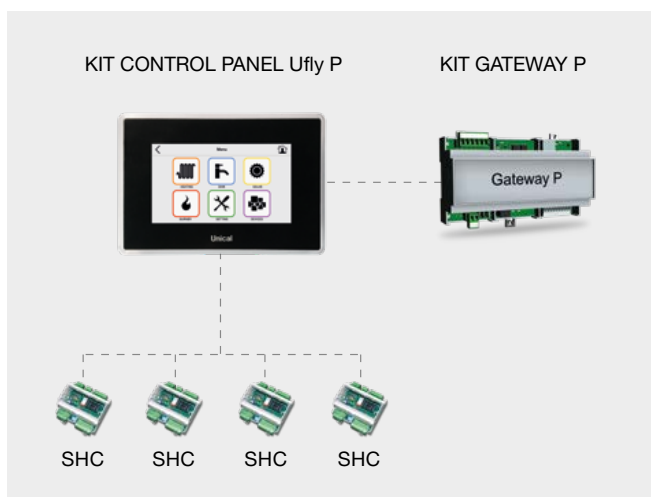 KIT CONTROL PANEL Ufly P
KIT GATEWAY P
Menu
Gateway P
Unical
SHC SHC SHC SHC